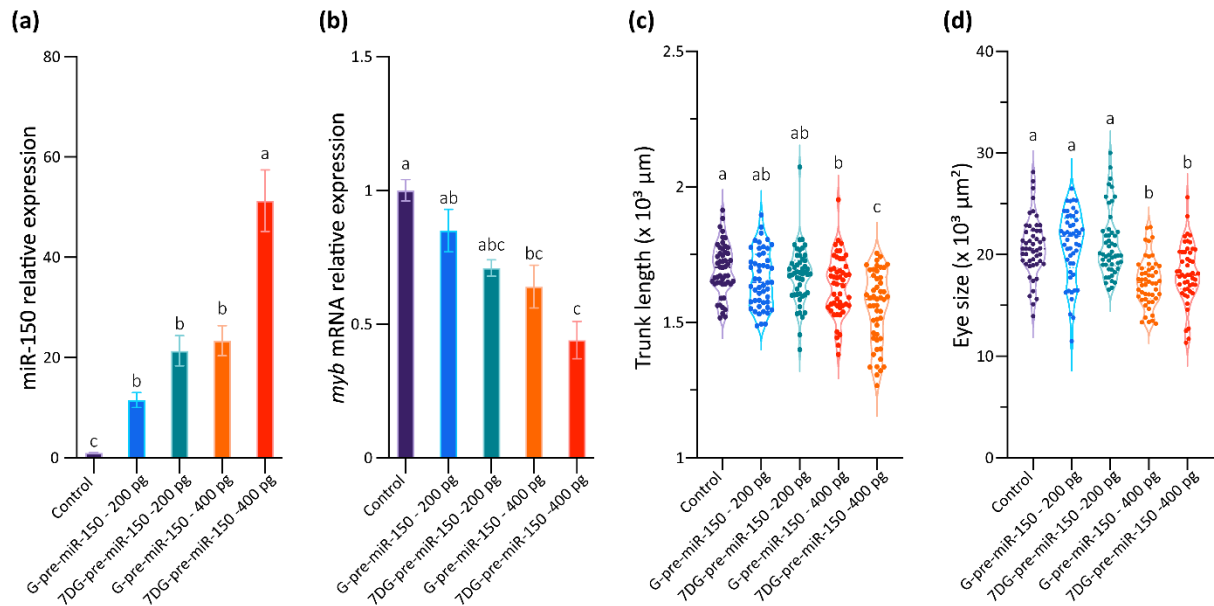 (a)
miR-150 relative expression
80
60
40
20
0
c
b
b
b
a
Control
G-pre-miR-150 - 200 pg
7DG-pre-miR-150 -200 pg
G-pre-miR-150 -400 pg
7DG-pre-miR-150 -400 pg
(b)
myb mRNA relative expression
1.5
1
0.5
0
a
ab
abc
bc
c
Control
G-pre-miR-150 - 200 pg
7DG-pre-miR-150 -200 pg
G-pre-miR-150 - 400 pg
7DG-pre-miR-150 -400 pg
(c)
Trunk length (x 10³ µm)
2.5
2
1.5
1
a
ab
ab
b
c
Control
G-pre-miR-150 - 200 pg
7DG-pre-miR-150 -200 pg
G-pre-miR-150 - 400 pg
7DG-pre-miR-150 -400 pg
(d)
Eye size (x 10³ µm²)
40
30
20
10
0
a
a
a
b
b
Control
G-pre-miR-150 - 200 pg
7DG-pre-miR-150 -200 pg
G-pre-miR-150 - 400 pg
7DG-pre-miR-150 -400 pg